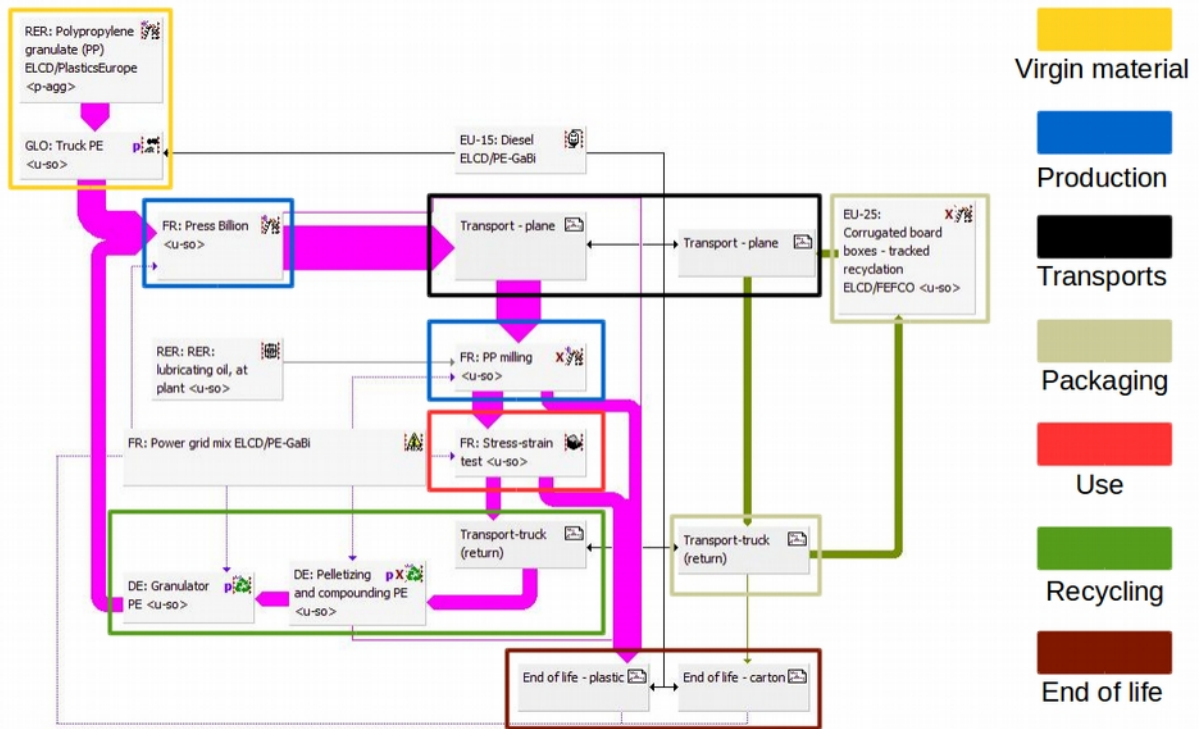 RER: Polypropylene
granulate (PP)
ELCD/PlasticsEurope
<p-agg>
GLO: Truck PE
<u-so>
p
EU-15: Diesel
ELCD/PE-GaBi
FR: Press Billion
<u-so>
Transport - plane
Transport - plane
EU-25:
Corrugated board
boxes - tracked
recyclation
ELCD/FEFCO <u-so>
X
RER: RER:
lubricating oil, at
plant <u-so>
FR: PP milling
<u-so>
X
FR: Power grid mix ELCD/PE-GaBi
FR: Stress-strain
test <u-so>
Transport-truck
(return)
Transport-truck
(return)
DE: Granulator
PE <u-so>
p
DE: Pelletizing
and compounding PE
<u-so>
pX
End of life - plastic
End of life - carton
Virgin material
Production
Transports
Packaging
Use
Recycling
End of life